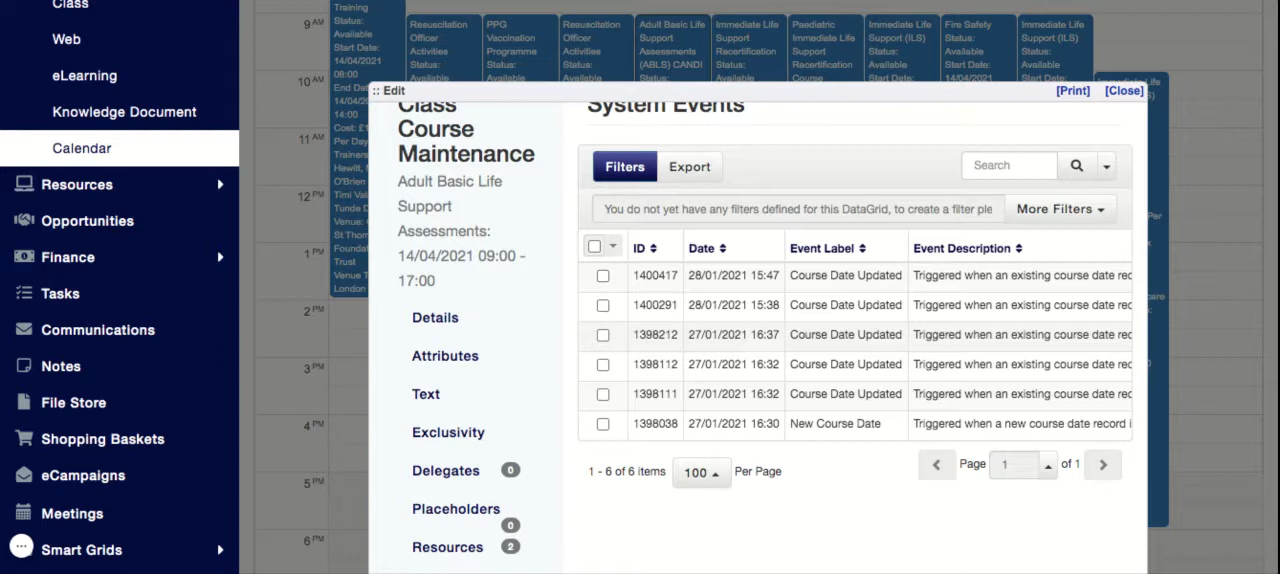 Class
Web
eLearning
Knowledge Document
Calendar
Resources
Opportunities
Finance
Tasks
Communications
Notes
File Store
Shopping Baskets
eCampaigns
Meetings
Smart Grids
9 AM
10 AM
11 AM
12 PM
1 PM
2 PM
3 PM
4 PM
5 PM
6 PM
Training
Status:
Available
Start Date:
14/04/2021
08:00
End Da
14/04/
14:00
Cost: £
Per Day
Trainers
Hewitt,
O'Brien
Timi Val
Tunde D
Venue:
St Thom
Foundat
Trust
Venue T
London
Resuscitation
Officer
Activities
Status:
Available
PPG
Vaccination
Programme
Status:
Available
Resuscitation
Officer
Activities
Status:
Available
Adult Basic Life
Support
Assessments
(ABLS) CANDI
Status:
Immediate Life
Support
Recertification
Status:
Available
Paediatric
Immediate Life
Support
Recertification
Course
Immediate Life
Support (ILS)
Status:
Available
Start Date:
Fire Safety
Status:
Available
Start Date:
14/04/2021
Immediate Life
Support (ILS)
Status:
Available
Start Date:
:: Edit
[Print] [Close]
Class
Course
Maintenance
Adult Basic Life
Support
Assessments:
14/04/2021 09:00 -
17:00
Details
Attributes
Text
Exclusivity
Delegates 0
Placeholders
0
Resources 2
System Events
Filters Export Search
You do not yet have any filters defined for this DataGrid, to create a filter ple More Filters
ID Date Event Label Event Description
1400417 28/01/2021 15:47 Course Date Updated Triggered when an existing course date rec
1400291 28/01/2021 15:38 Course Date Updated Triggered when an existing course date rec
1398212 27/01/2021 16:37 Course Date Updated Triggered when an existing course date rec
1398112 27/01/2021 16:32 Course Date Updated Triggered when an existing course date rec
1398111 27/01/2021 16:32 Course Date Updated Triggered when an existing course date rec
1398038 27/01/2021 16:30 New Course Date Triggered when a new course date record i
1 - 6 of 6 items 100 Per Page
Page 1 of 1